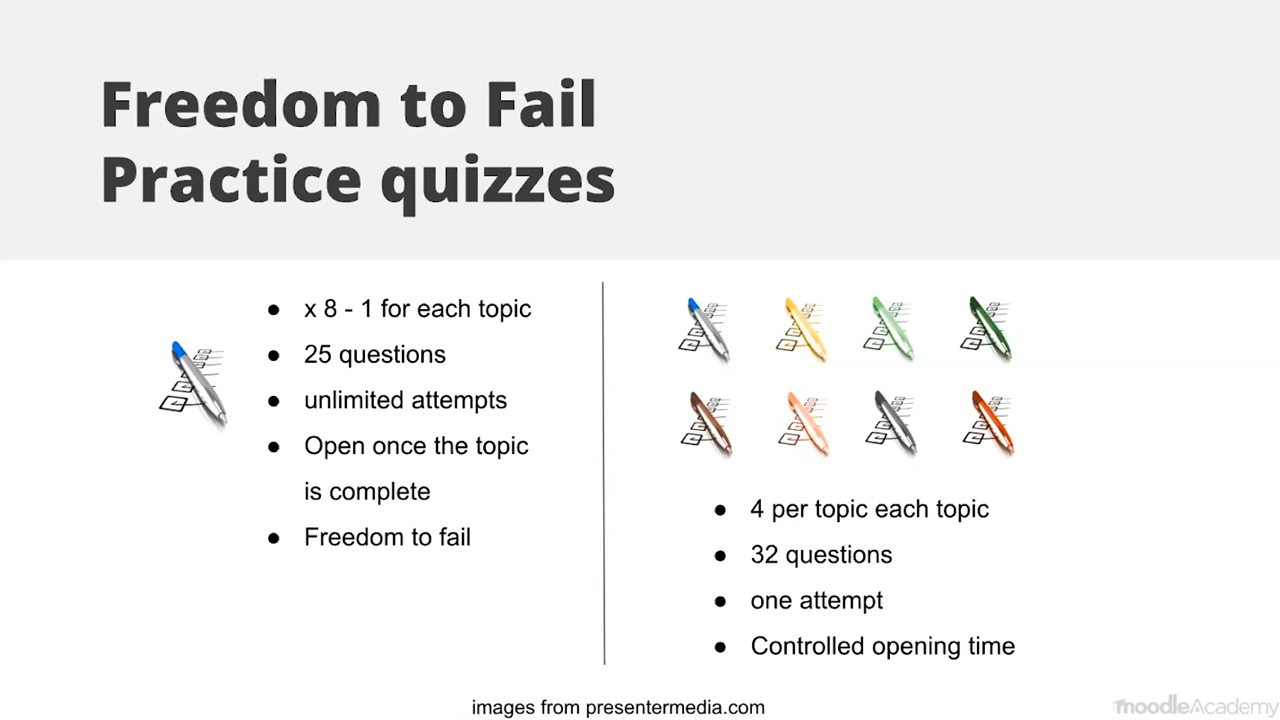 Freedom to Fail
Practice quizzes
● x 8 - 1 for each topic
● 25 questions
● unlimited attempts
● Open once the topic
is complete
● Freedom to fail
● 4 per topic each topic
● 32 questions
● one attempt
● Controlled opening time
images from presentermedia.com
moodleAcademy